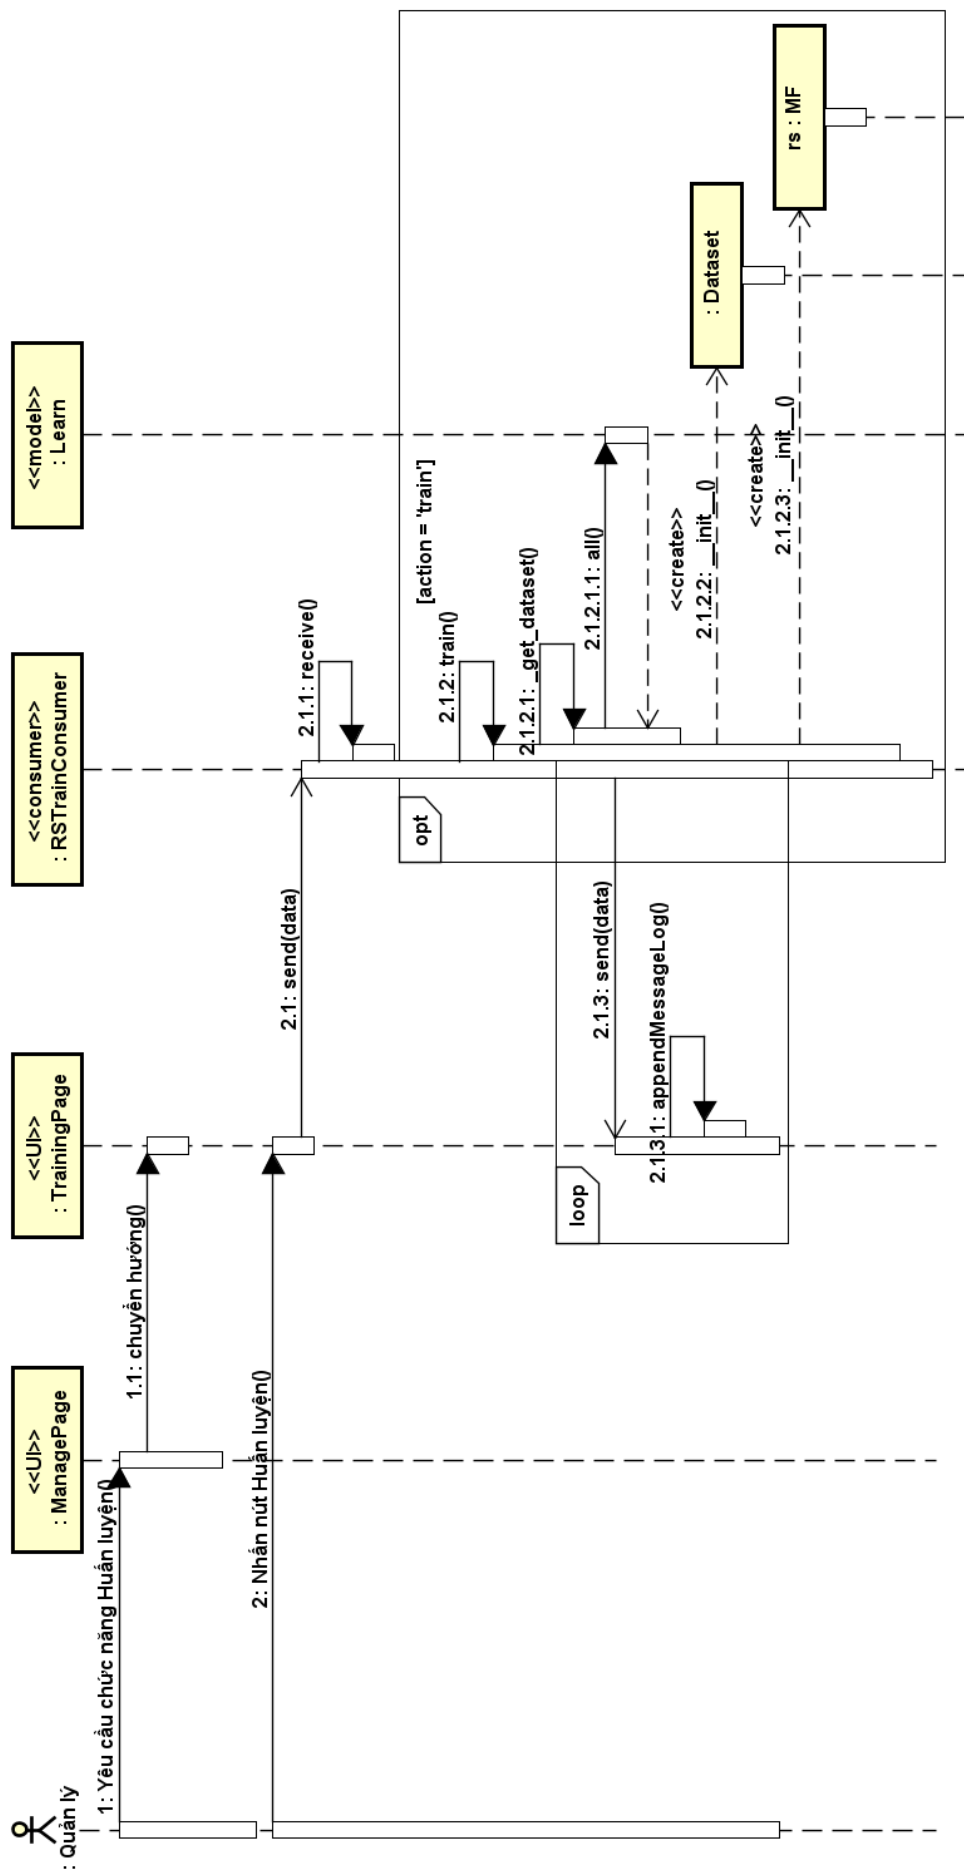 : Quản lý
<<UI>>
: ManagePage
<<UI>>
: TrainingPage
<<consumer>>
: RSTrainConsumer
<<model>>
: Learn
1: Yêu cầu chức năng Huấn luyện()
1.1: chuyển hướng()
2: Nhấn nút Huấn luyện()
2.1: send(data)
2.1.1: receive()
opt
[action = 'train']
2.1.2: train()
2.1.2.1: _get_dataset()
loop
2.1.2.1.1: all()
2.1.3: send(data)
2.1.3.1: appendMessageLog()
<<create>>
2.1.2.2: __init__()
: Dataset
<<create>>
2.1.2.3: __init__()
rs : MF